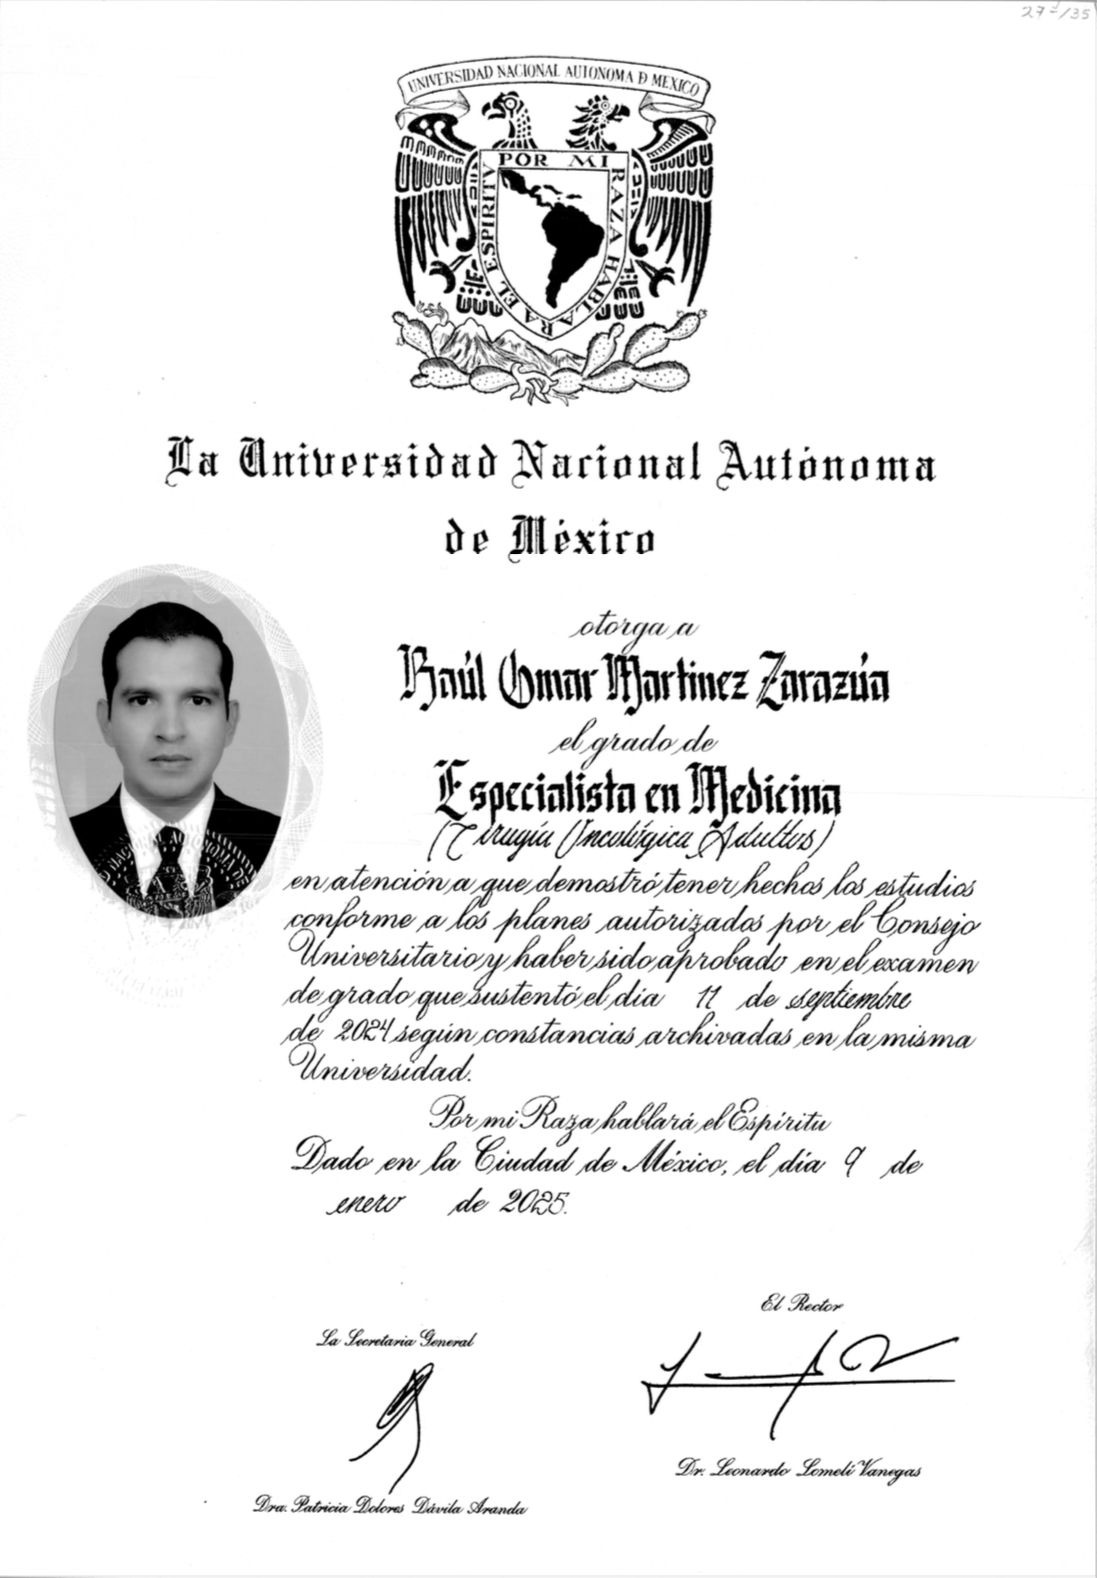 27ª/35
UNIVERSIDAD NACIONAL AUTONOMA D MEXICO
POR MI RAZA HABLARA EL ESPIRITU
La Universidad Nacional Autónoma
de México
otorga a
Raúl Omar Martinez Zarazúa
el grado de
Especialista en Medicina
(Cirugía Oncológica Adultos)
en atención a que demostró tener hechos los estudios
conforme a los planes autorizados por el Consejo
Universitario y haber sido aprobado en el examen
de grado que sustentó el día 11 de septiembre
de 2024 según constancias archivadas en la misma
Universidad.
Por mi Raza hablará el Espíritu
Dado en la Ciudad de México, el día 9 de
enero de 2025.
El Rector
La Secretaria General
Dr. Leonardo Lomelí Vanegas
Dra. Patricia Dolores Dávila Aranda